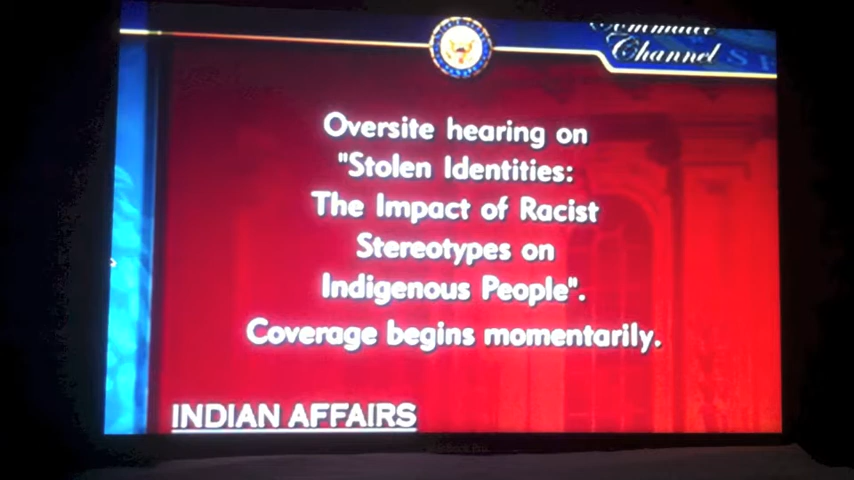 Channel
Oversite hearing on
"Stolen Identities:
The Impact of Racist
Stereotypes on
Indigenous People".
Coverage begins momentarily.
INDIAN AFFAIRS